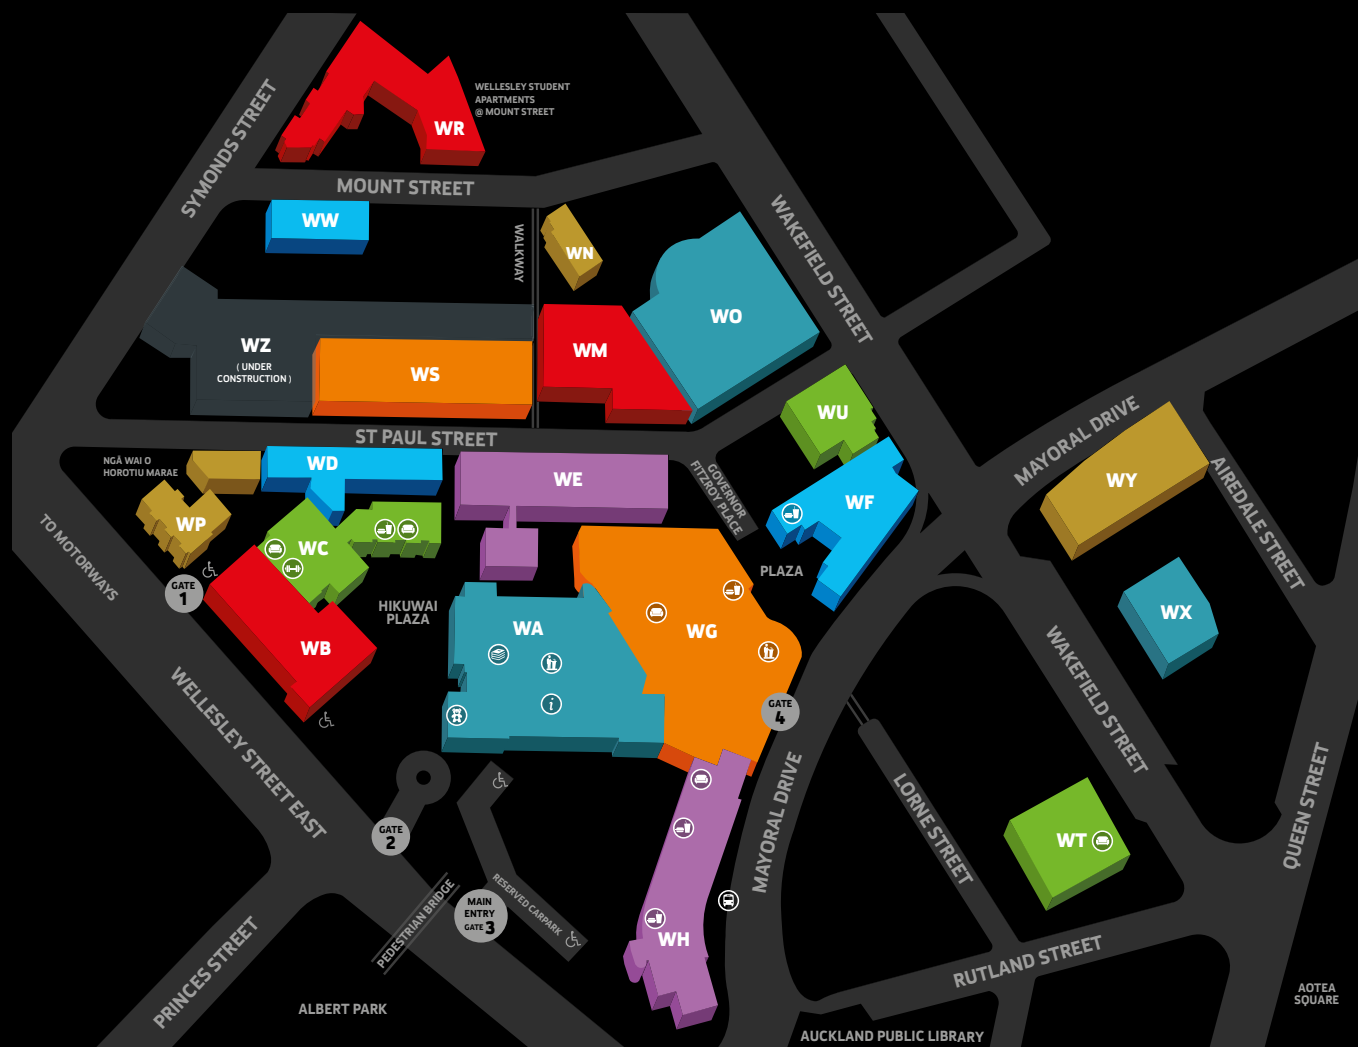 WELLESLEY STUDENT
APARTMENTS
@ MOUNT STREET
WR
SYMONDS STREET
MOUNT STREET
WW
WALKWAY
WN
WAKEFIELD STREET
WO
WZ
( UNDER
CONSTRUCTION )
WS
WM
WU
MAYORAL DRIVE
ST PAUL STREET
NGĀ WAI O
HOROTIU MARAE
WD
WE
GOVERNOR
FITZROY PLACE
WF
WY
AIREDALE STREET
WP
WC
TO MOTORWAYS
GATE
1
PLAZA
HIKUWAI
PLAZA
WX
WA
WG
WB
i
GATE
4
WAKEFIELD STREET
WELLESLEY STREET EAST
MAYORAL DRIVE
LORNE STREET
QUEEN STREET
GATE
2
WT
RESERVED CARPARK
MAIN
ENTRY
GATE 3
PEDESTRIAN BRIDGE
WH
PRINCES STREET
RUTLAND STREET
ALBERT PARK
AOTEA
SQUARE
AUCKLAND PUBLIC LIBRARY